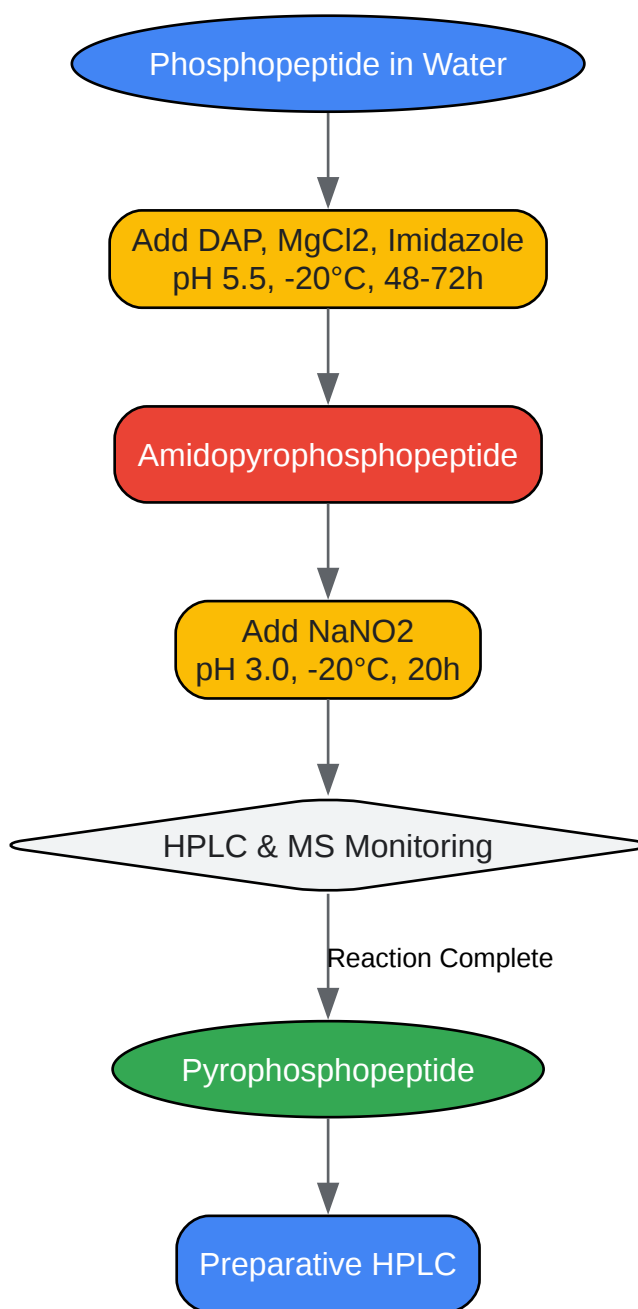 Phosphopeptide in Water
Add DAP, MgCl2, Imidazole
pH 5.5, -20°C, 48-72h
Amidopyrophosphopeptide
Add NaNO2
pH 3.0, -20°C, 20h
HPLC & MS Monitoring
Reaction Complete
Pyrophosphopeptide
Preparative HPLC